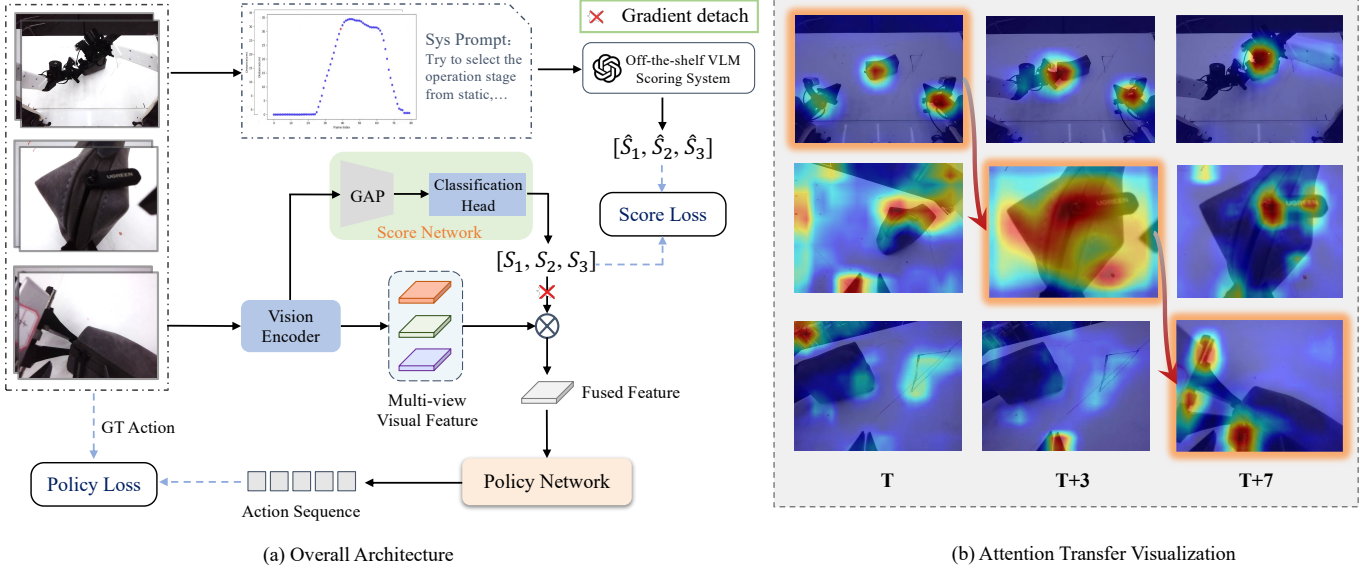 Gradient detach
Sys Prompt:
Try to select the
operation stage
from static,...
Off-the-shelf VLM
Scoring System
[Ŝ₁, Ŝ₂, Ŝ₃]
Score Loss
GAP
Classification
Head
Score Network
[S₁, S₂, S₃]
UGREEN
Vision
Encoder
Multi-view
Visual Feature
Fused Feature
GT Action
Policy Loss
Action Sequence
Policy Network
(a) Overall Architecture
UGREEN
T
T+3
T+7
(b) Attention Transfer Visualization